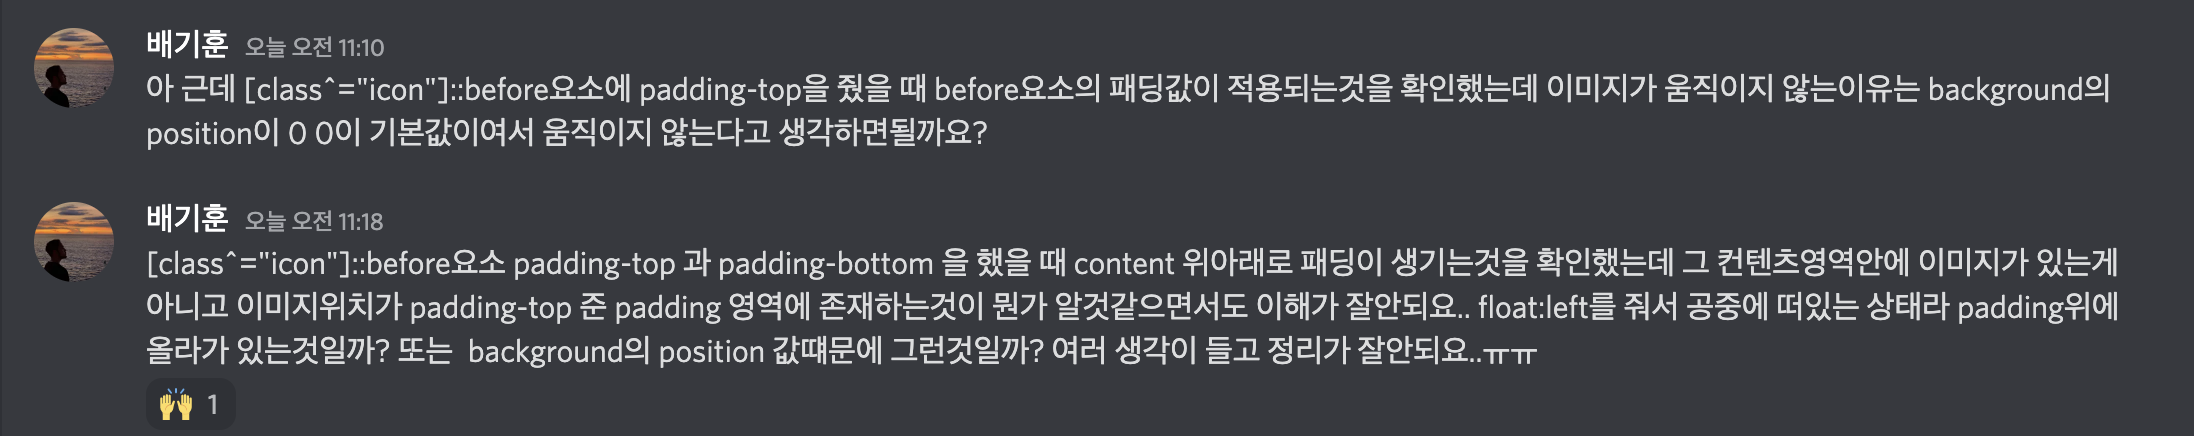 배기훈 오늘 오전 11:10
아 근데 [class^="icon"]::before요소에 padding-top을 줬을 때 before요소의 패딩값이 적용되는것을 확인했는데 이미지가 움직이지 않는이유는 background의
position이 0 0이 기본값이여서 움직이지 않는다고 생각하면될까요?
배기훈 오늘 오전 11:18
[class^="icon"]::before요소 padding-top 과 padding-bottom 을 했을 때 content 위아래로 패딩이 생기는것을 확인했는데 그 컨텐츠영역안에 이미지가 있는게
아니고 이미지위치가 padding-top 준 padding 영역에 존재하는것이 뭔가 알것같으면서도 이해가 잘안되요.. float:left를 줘서 공중에 떠있는 상태라 padding위에
올라가 있는것일까? 또는 background의 position 값떄문에 그런것일까? 여러 생각이 들고 정리가 잘안되요..ㅠㅠ
🙌 1